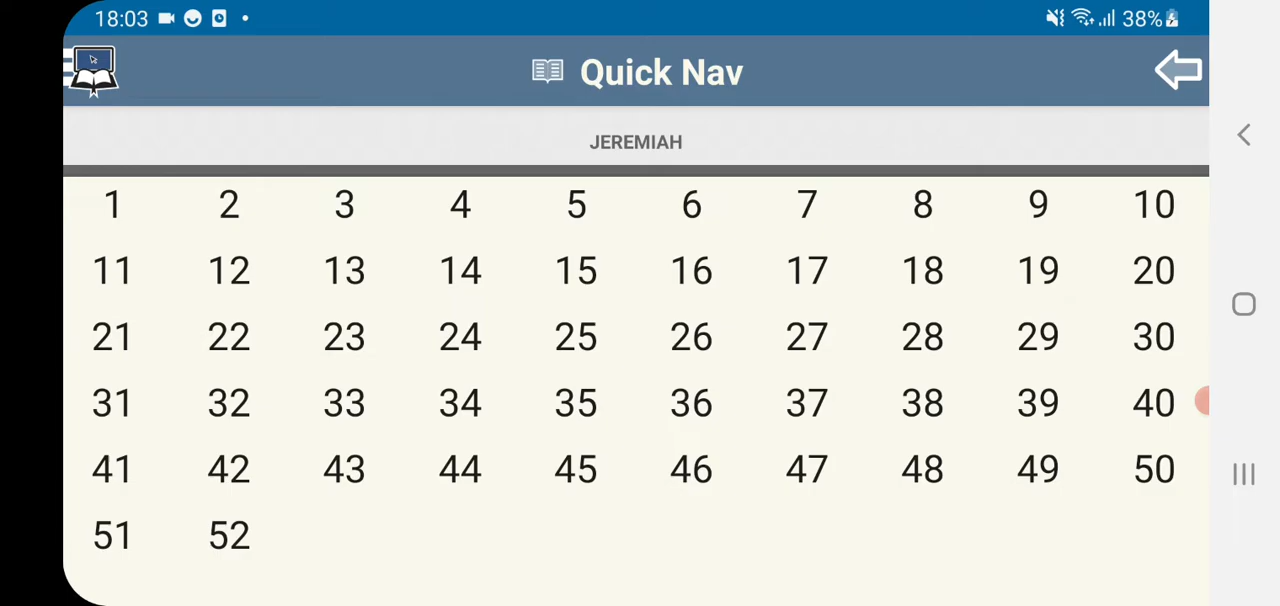 18:03 38%
Quick Nav
JEREMIAH
1 2 3 4 5 6 7 8 9 10
11 12 13 14 15 16 17 18 19 20
21 22 23 24 25 26 27 28 29 30
31 32 33 34 35 36 37 38 39 40
41 42 43 44 45 46 47 48 49 50
51 52